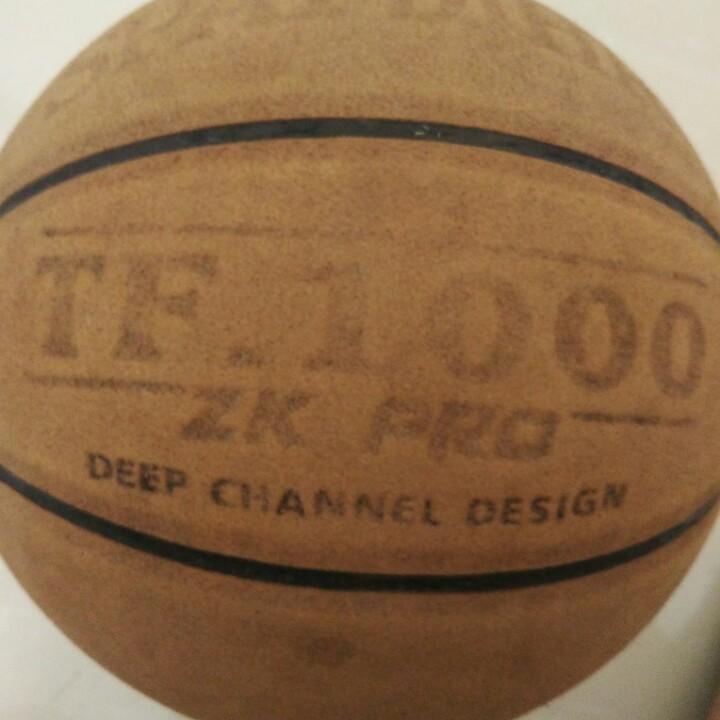 TF-1000
ZK PRO
DEEP CHANNEL DESIGN